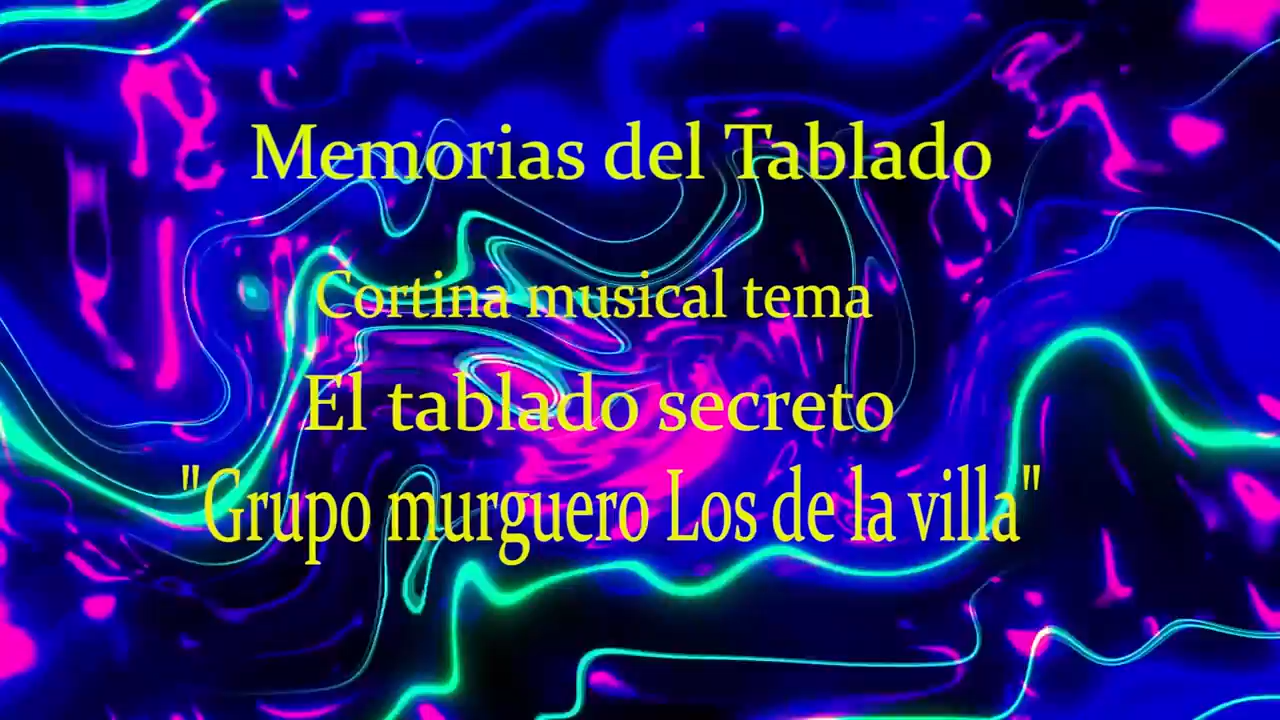 Memorias del Tablado
Cortina musical tema
El tablado secreto
"Grupo murguero Los de la villa"